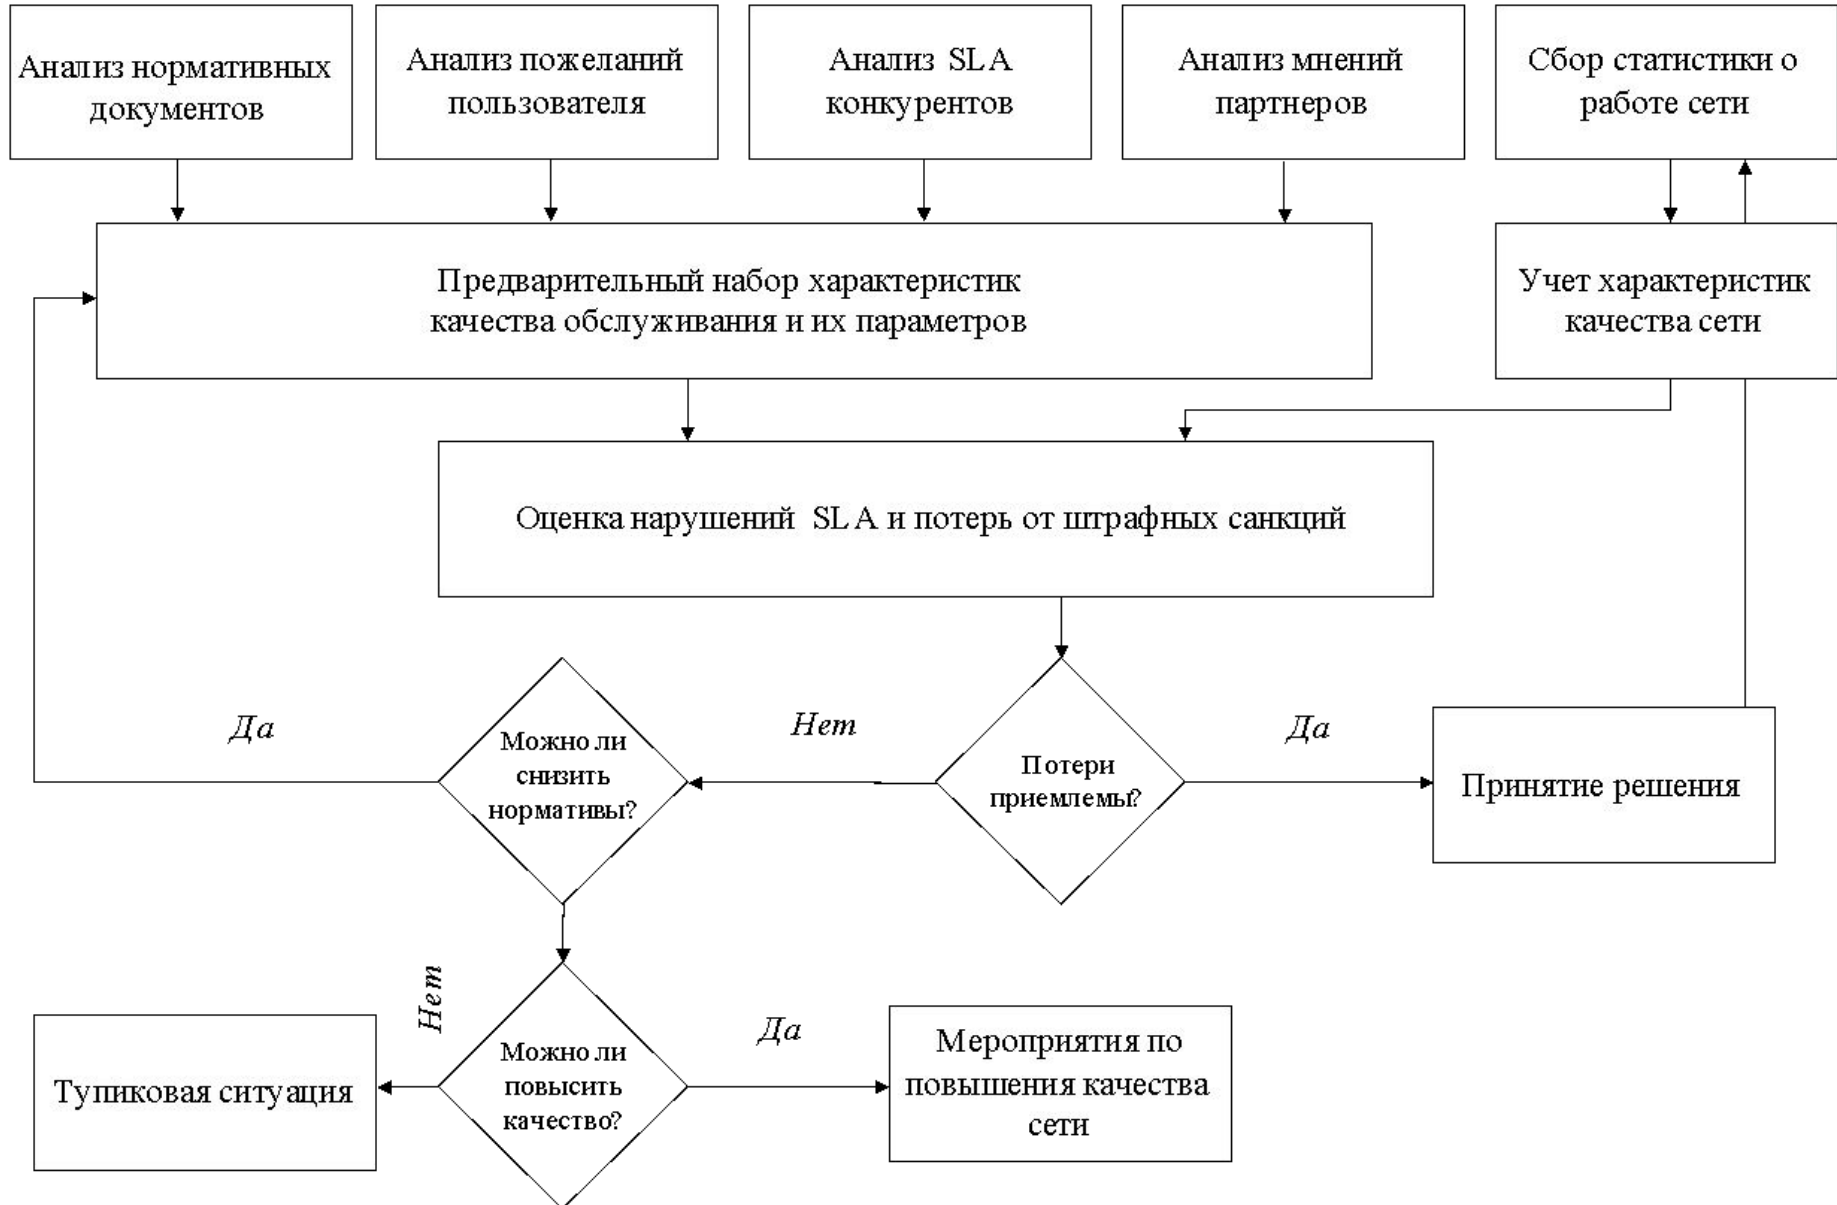 Анализ нормативных
документов
Анализ пожеланий
пользователя
Анализ SLA
конкурентов
Анализ мнений
партнеров
Сбор статистики о
работе сети
Предварительный набор характеристик
качества обслуживания и их параметров
Учет характеристик
качества сети
Оценка нарушений SLA и потерь от штрафных санкций
Да
Можно ли
снизить
нормативы?
Нет
Потери
приемлемы?
Да
Принятие решения
Тупиковая ситуация
Нет
Можно ли
повысить
качество?
Да
Мероприятия по
повышения качества
сети